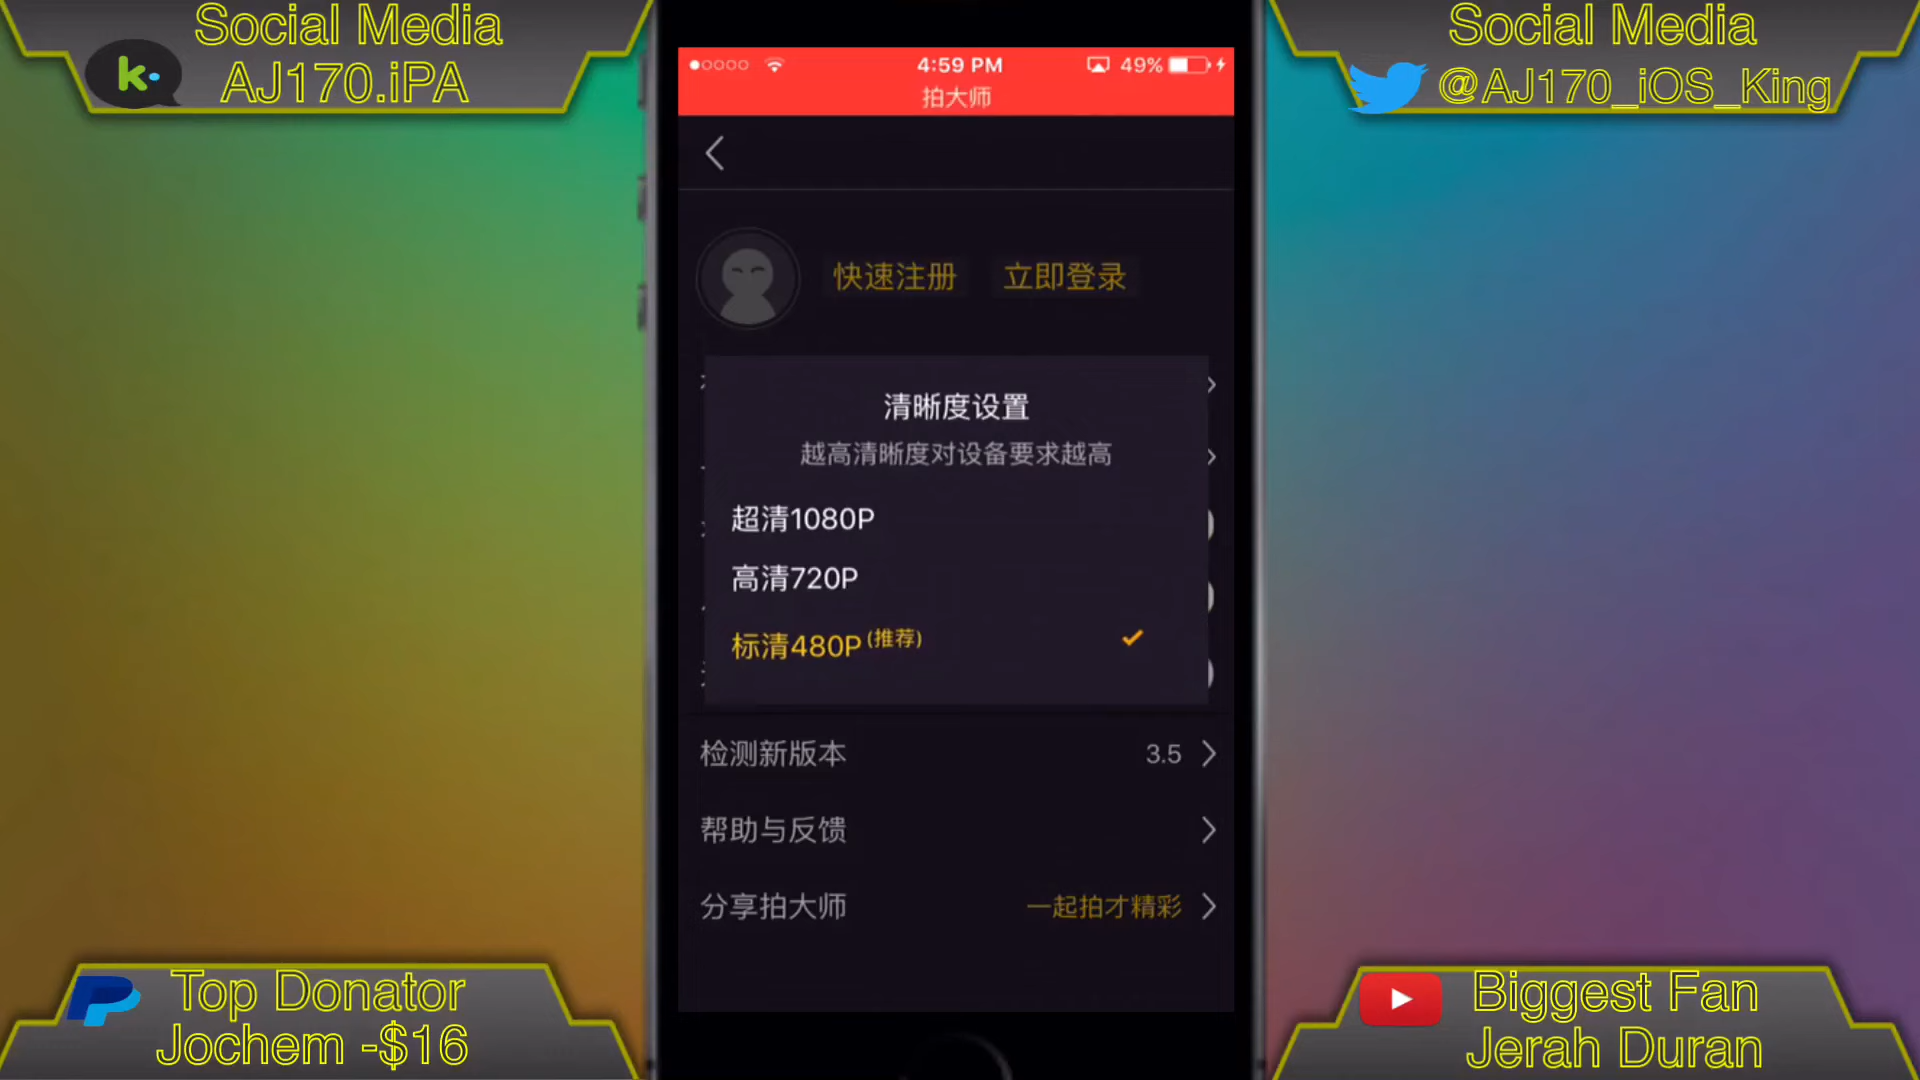 Social Media
AJ170.iPA
k.
Social Media
@AJ170_iOS_King
4:59 PM
49%
拍大师
快速注册
立即登录
清晰度设置
越高清晰度对设备要求越高
超清1080P
高清720P
标清480P(推荐)
检测新版本
3.5
帮助与反馈
分享拍大师
一起拍才精彩
Top Donator
Jochem -$16
Biggest Fan
Jerah Duran